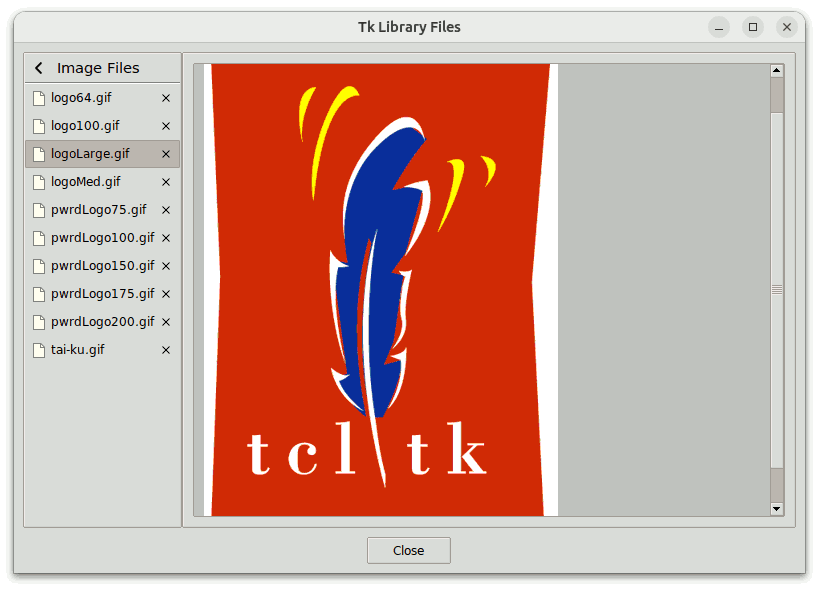 Tk Library Files
Image Files
logo64.gif
logo100.gif
logoLarge.gif
logoMed.gif
pwrdLogo75.gif
pwrdLogo100.gif
pwrdLogo150.gif
pwrdLogo175.gif
pwrdLogo200.gif
tai-ku.gif
tcl tk
Close